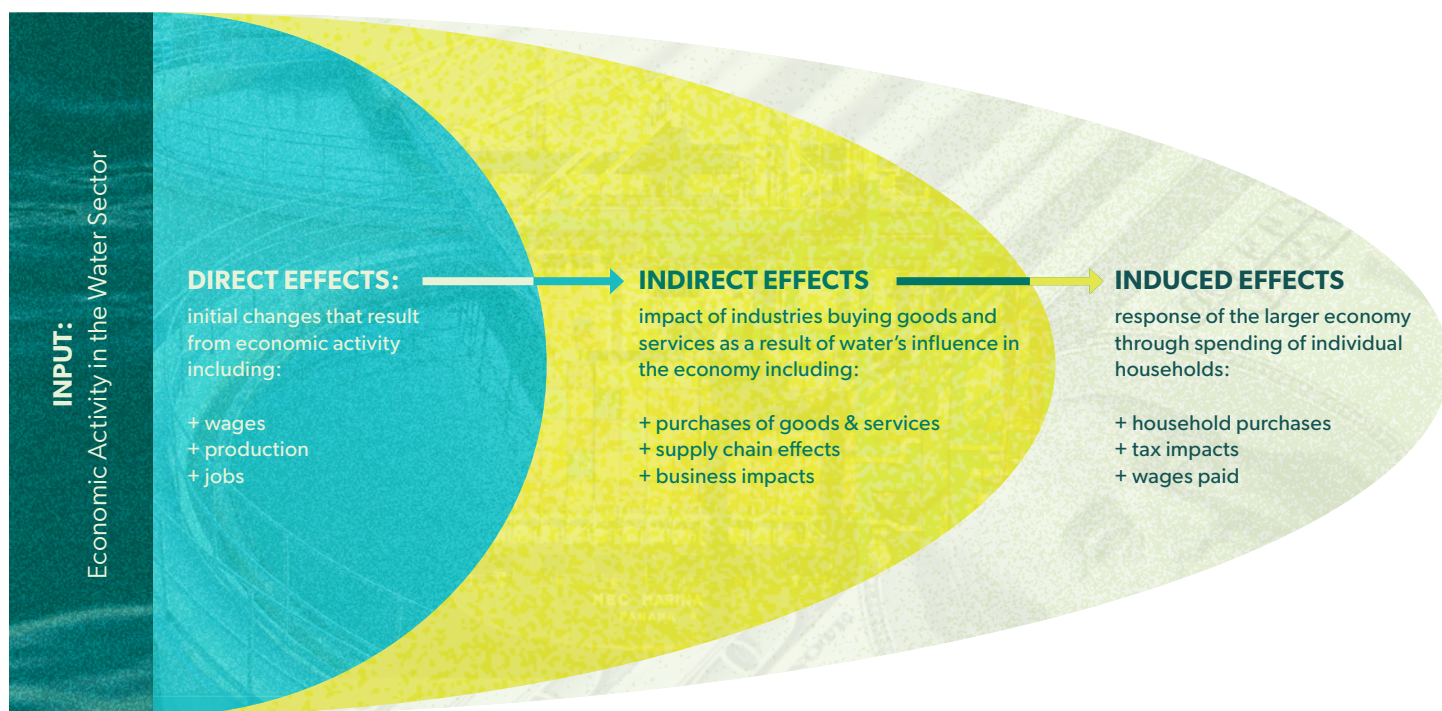 INPUT:
Economic Activity in the Water Sector
DIRECT EFFECTS:
initial changes that result
from economic activity
including:
+ wages
+ production
+ jobs
INDIRECT EFFECTS
impact of industries buying goods and
services as a result of water’s influence in
the economy including:
+ purchases of goods & services
+ supply chain effects
+ business impacts
INDUCED EFFECTS
response of the larger economy
through spending of individual
households:
+ household purchases
+ tax impacts
+ wages paid